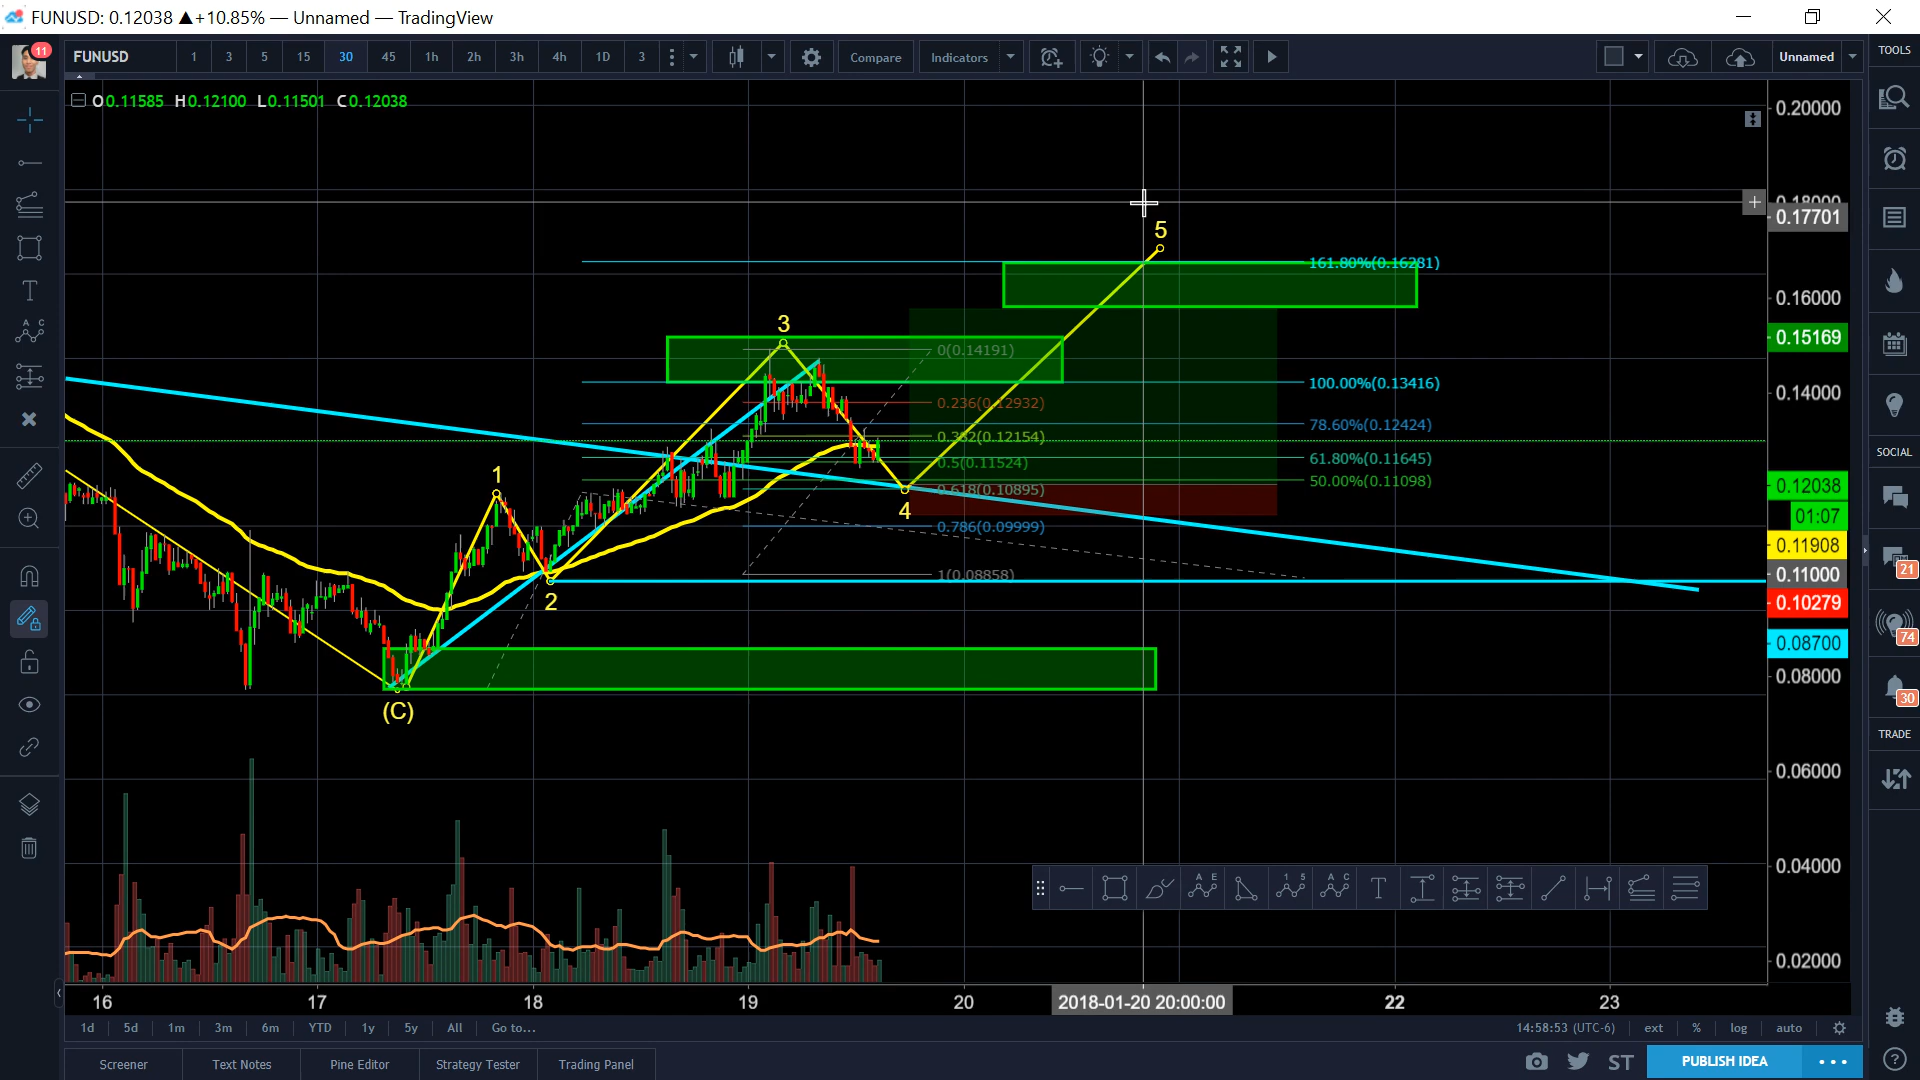 FUNUSD: 0.12038 ▲+10.85% — Unnamed — TradingView
11
FUNUSD 1 3 5 15 30 45 1h 2h 3h 4h 1D 3 Compare Indicators Unnamed
TOOLS
O0.11585 H0.12100 L0.11501 C0.12038
0.20000
0.18000
0.17701
5
161.80%(0.16281)
0.16000
3
0.15169
0(0.14191)
100.00%(0.13416)
0.14000
0.236(0.12932)
78.60%(0.12424)
0.382(0.12154)
SOCIAL
61.80%(0.11645)
0.5(0.11524)
1
50.00%(0.11098)
0.12038
0.618(0.10895)
4
01:07
0.786(0.09999)
0.11908
21
1(0.08858)
0.11000
2
0.10279
74
0.08700
0.08000
30
(C)
TRADE
0.06000
0.04000
A E
1 5
A C
T
0.02000
16 17 18 19 20 2018-01-20 20:00:00 22 23
1d 5d 1m 3m 6m YTD 1y 5y All Go to... 14:58:53 (UTC-6) ext % log auto
Screener Text Notes Pine Editor Strategy Tester Trading Panel ST PUBLISH IDEA